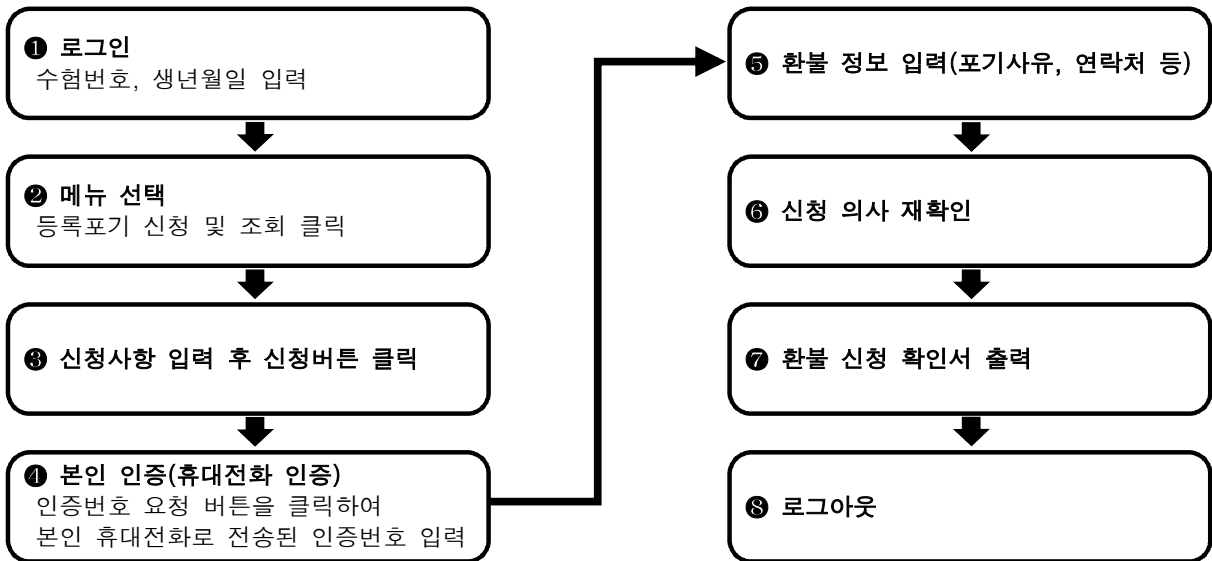 ❶ 로그인
수험번호, 생년월일 입력
❷ 메뉴 선택
등록포기 신청 및 조회 클릭
❸ 신청사항 입력 후 신청버튼 클릭
❹ 본인 인증(휴대전화 인증)
인증번호 요청 버튼을 클릭하여
본인 휴대전화로 전송된 인증번호 입력
❺ 환불 정보 입력(포기사유, 연락처 등)
❻ 신청 의사 재확인
❼ 환불 신청 확인서 출력
❽ 로그아웃